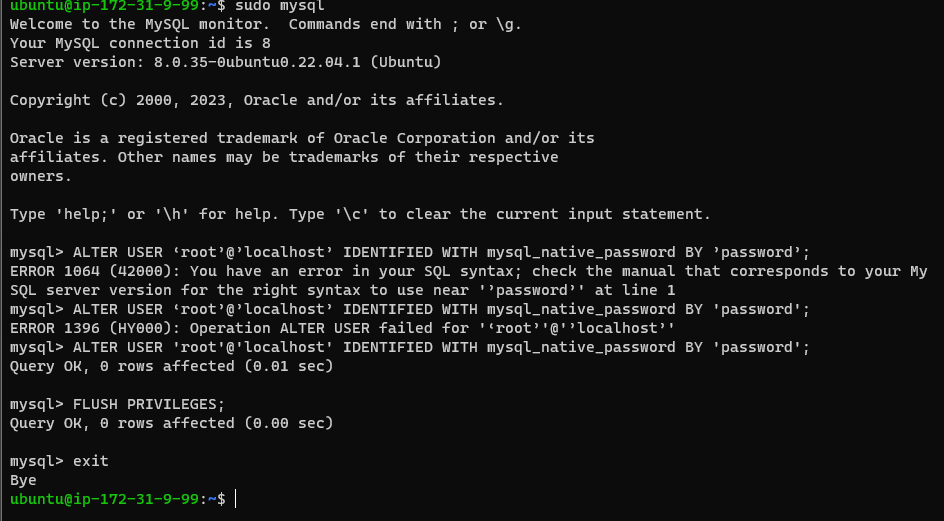 ubuntu@ip-172-31-9-99:~$ sudo mysql
Welcome to the MySQL monitor.  Commands end with ; or \g.
Your MySQL connection id is 8
Server version: 8.0.35-0ubuntu0.22.04.1 (Ubuntu)
Copyright (c) 2000, 2023, Oracle and/or its affiliates.
Oracle is a registered trademark of Oracle Corporation and/or its
affiliates. Other names may be trademarks of their respective
owners.
Type 'help;' or '\h' for help. Type '\c' to clear the current input statement.
mysql> ALTER USER ‘root’@’localhost’ IDENTIFIED WITH mysql_native_password BY ’password’;
ERROR 1064 (42000): You have an error in your SQL syntax; check the manual that corresponds to your My
SQL server version for the right syntax to use near '’password’' at line 1
mysql> ALTER USER ‘root’@’localhost’ IDENTIFIED WITH mysql_native_password BY 'password';
ERROR 1396 (HY000): Operation ALTER USER failed for '‘root’'@'’localhost’'
mysql> ALTER USER 'root'@'localhost' IDENTIFIED WITH mysql_native_password BY 'password';
Query OK, 0 rows affected (0.01 sec)
mysql> FLUSH PRIVILEGES;
Query OK, 0 rows affected (0.00 sec)
mysql> exit
Bye
ubuntu@ip-172-31-9-99:~$